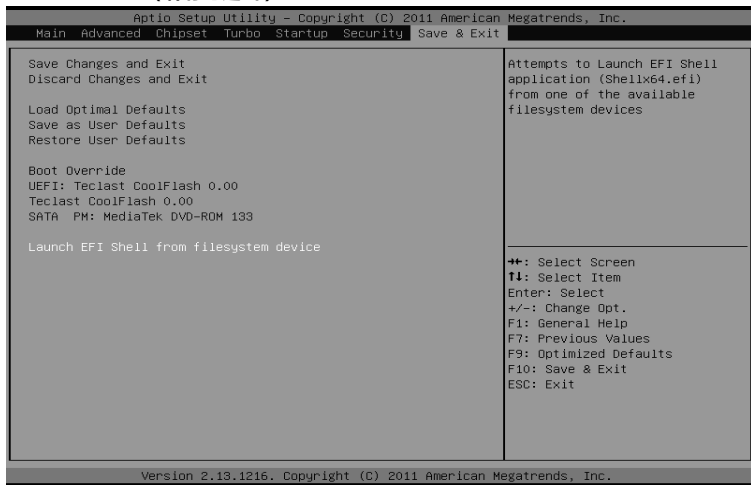 Aptio Setup Utility – Copyright (C) 2011 American Megatrends, Inc.
Main Advanced Chipset Turbo Startup Security Save & Exit
Save Changes and Exit
Discard Changes and Exit
Load Optimal Defaults
Save as User Defaults
Restore User Defaults
Boot Override
UEFI: Teclast CoolFlash 0.00
Teclast CoolFlash 0.00
SATA PM: MediaTek DVD-ROM 133
Launch EFI Shell from filesystem device
Attempts to Launch EFI Shell
application (Shellx64.efi)
from one of the available
filesystem devices
→←: Select Screen
↑↓: Select Item
Enter: Select
+/-: Change Opt.
F1: General Help
F7: Previous Values
F9: Optimized Defaults
F10: Save & Exit
ESC: Exit
Version 2.13.1216. Copyright (C) 2011 American Megatrends, Inc.